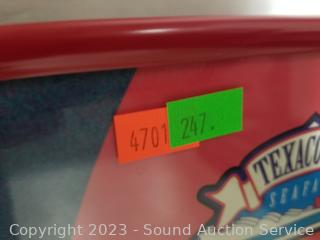 4701
247.
TEXACO
SEAFA
Copyright 2023 - Sound Auction Service